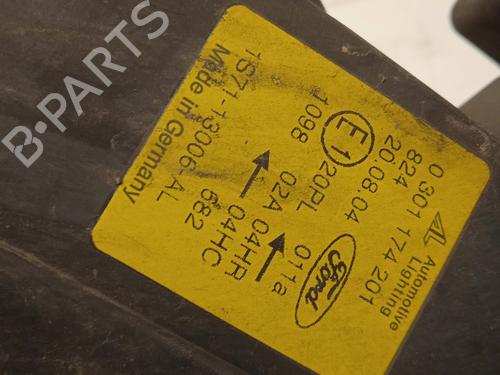 B-PARTS
Automotive
Lighting
0 301 174 201
824 20.08.04
E1
1098
20PL 011a
02A 04HR
04HC
682
Ford
1S71-13006-AL
Made in Germany